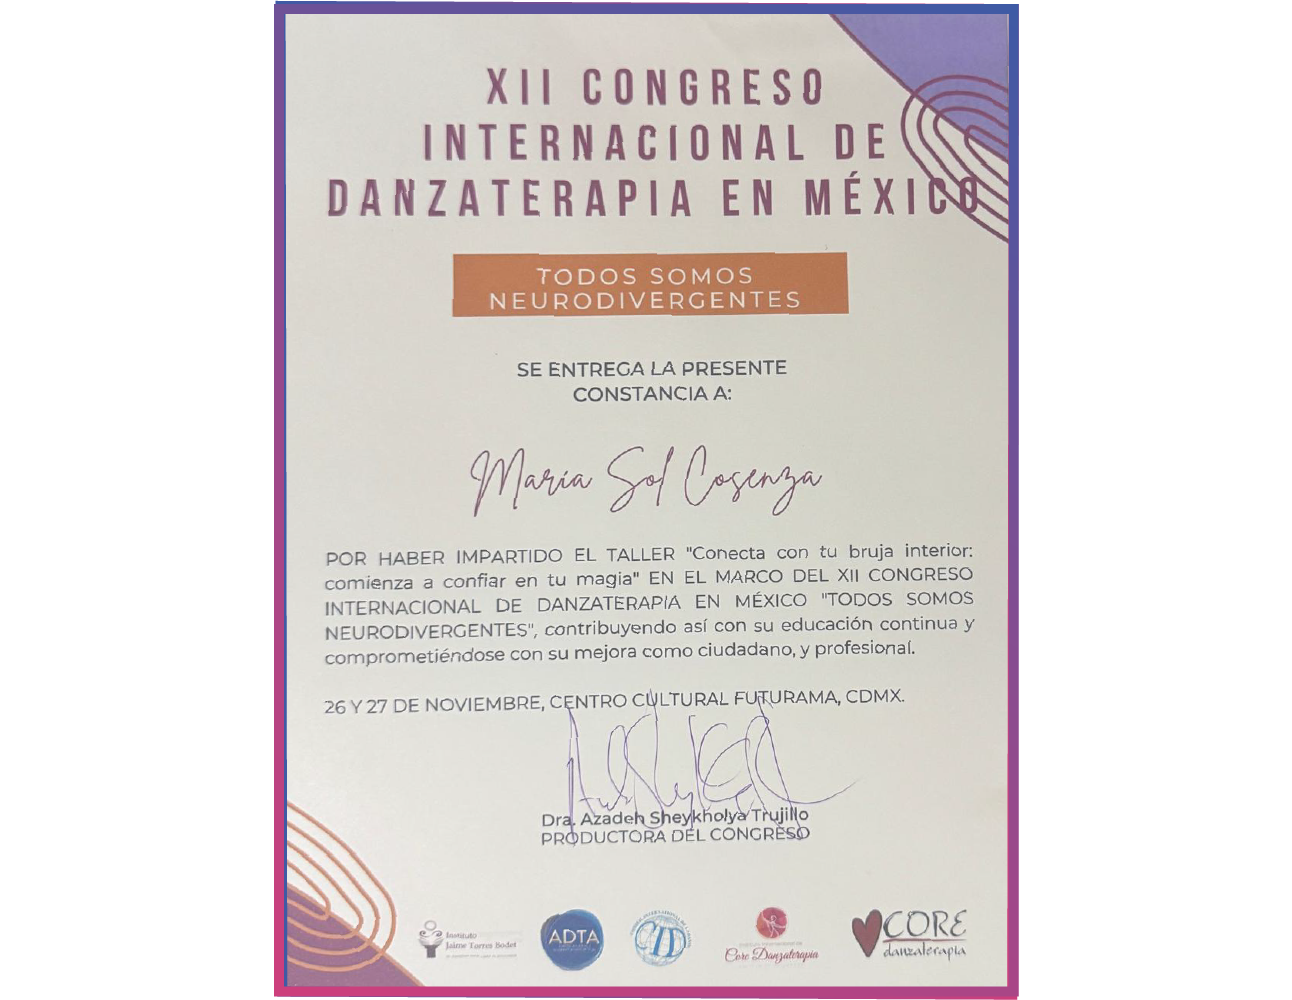 XII CONGRESO
INTERNACIONAL DE
DANZATERAPIA EN MÉXICO
TODOS SOMOS
NEURODIVERGENTES
SE ENTREGA LA PRESENTE
CONSTANCIA A:
María Sol Cosenza
POR HABER IMPARTIDO EL TALLER "Conecta con tu bruja interior:
comienza a confiar en tu magia" EN EL MARCO DEL XII CONGRESO
INTERNACIONAL DE DANZATERAPIA EN MÉXICO "TODOS SOMOS
NEURODIVERGENTES", contribuyendo así con su educación continua y
comprometiéndose con su mejora como ciudadano, y profesional.
26 Y 27 DE NOVIEMBRE, CENTRO CULTURAL FUTURAMA, CDMX.
Dra. Azadeh Sheykholya Trujillo
PRODUCTORA DEL CONGRESO
Instituto
Jaime Torres Bodet
ADTA
CID
Core Danzaterapia
CORE
danzaterapia